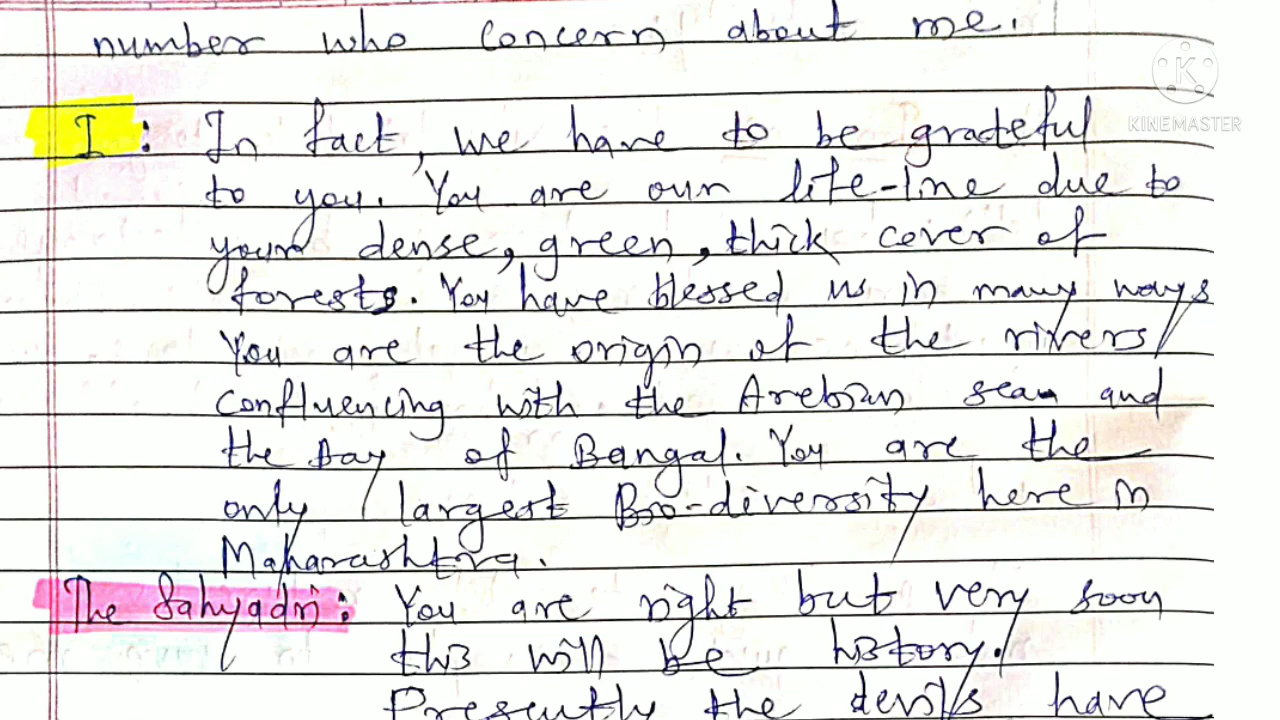 number who concern about me.
KINEMASTER
I: In fact, we have to be grateful
to you. You are our life-line due to
your dense, green, thick cover of
forests. You have blessed us in many ways
You are the origin of the rivers
confluencing with the Arebian sea and
the Bay of Bangal. You are the
only largest Bio-diversity here in
Maharashtra.
The Sahyadri: You are right but very soon
this will be history.
Presently the devils have